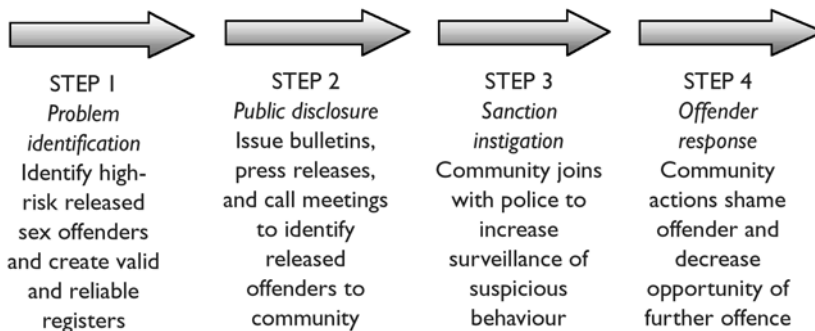 STEP 1
Problem
identification
Identify high-
risk released
sex offenders
and create valid
and reliable
registers
STEP 2
Public disclosure
Issue bulletins,
press releases,
and call meetings
to identify
released
offenders to
community
STEP 3
Sanction
instigation
Community joins
with police to
increase
surveillance of
suspicious
behaviour
STEP 4
Offender
response
Community
actions shame
offender and
decrease
opportunity of
further offence